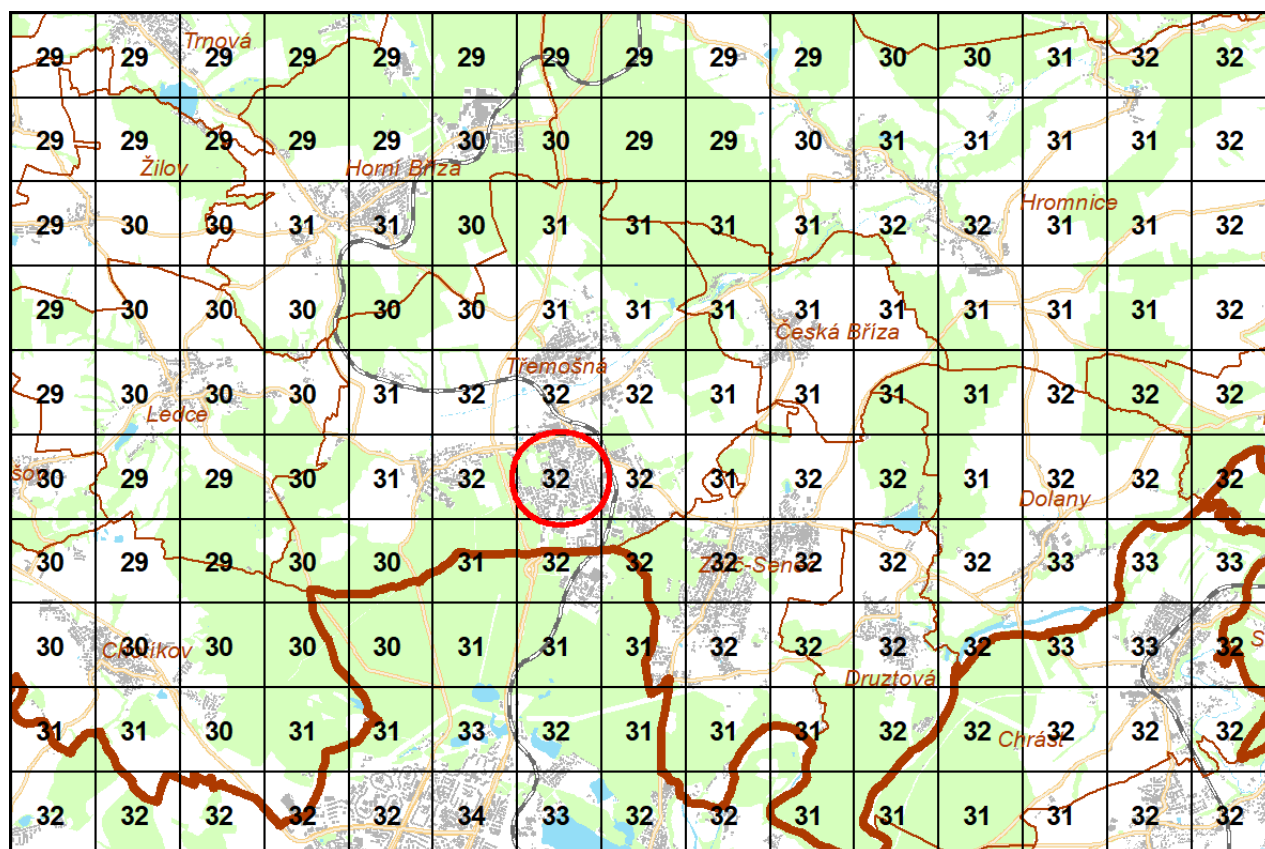 Trnová
29 29 29 29 29 29 29 29 29 29 30 30 31 32 32
29 29 29 29 29 30 30 29 29 30 31 31 31 31 32
Žilov Horní Bříza
Hromnice
29 30 30 31 31 30 31 31 31 31 32 32 31 31 32
29 30 30 30 30 30 31 31 31 31 31 31 31 31 32
Česká Bříza
Třemošná
29 30 30 30 31 32 32 32 31 31 31 31 32 32 32
Ledce
30 29 29 30 31 32 32 32 31 32 32 31 32 32 32
Dolany
30 29 29 30 30 31 32 32 32 32 32 32 33 33 33
30 30 30 30 30 31 31 31 32 32 32 32 33 33 32
Druztová
31 31 30 31 31 33 32 31 31 31 32 32 32 32 32
Chrást
32 32 32 32 32 34 33 32 32 31 31 31 31 32 32